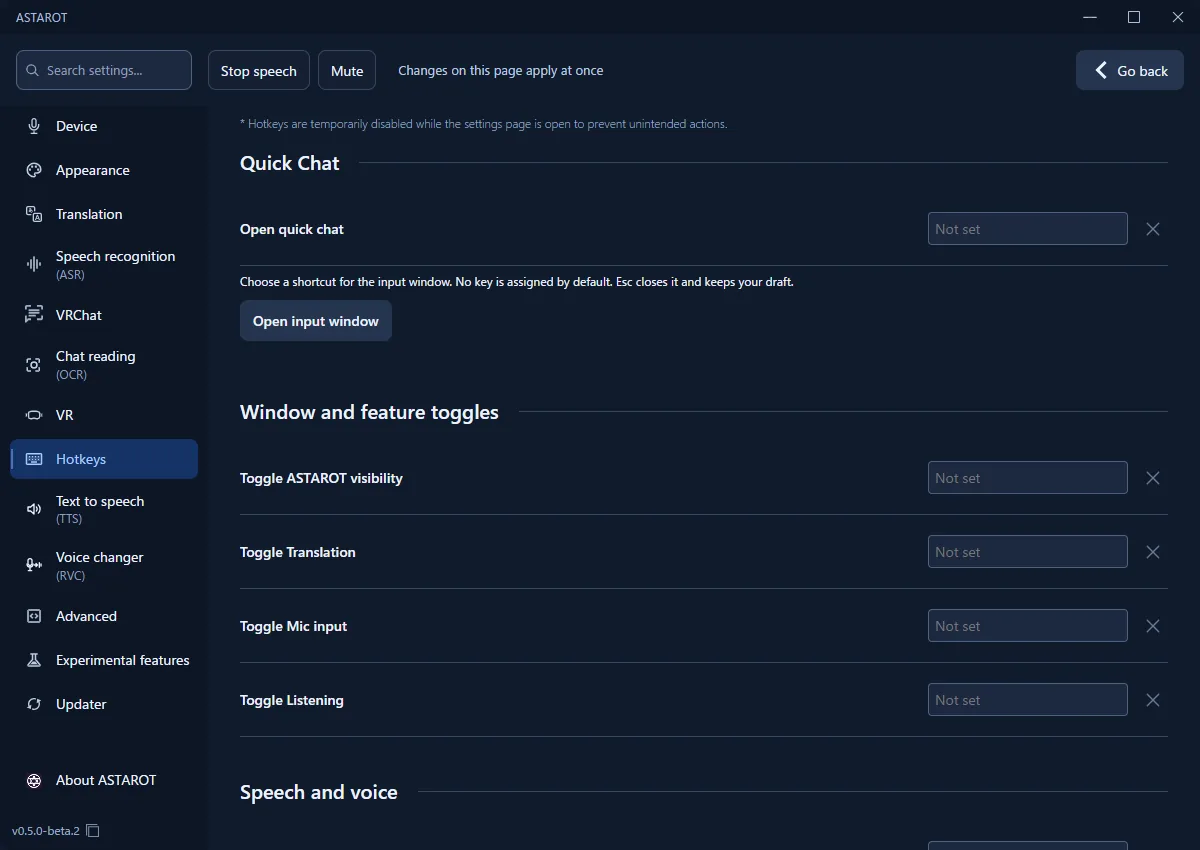 ASTAROT
Search settings...
Stop speech
Mute
Changes on this page apply at once
Go back
Device
Appearance
Translation
Speech recognition
(ASR)
VRChat
Chat reading
(OCR)
VR
Hotkeys
Text to speech
(TTS)
Voice changer
(RVC)
Advanced
Experimental features
Updater
About ASTAROT
v0.5.0-beta.2
* Hotkeys are temporarily disabled while the settings page is open to prevent unintended actions.
Quick Chat
Open quick chat
Not set
Choose a shortcut for the input window. No key is assigned by default. Esc closes it and keeps your draft.
Open input window
Window and feature toggles
Toggle ASTAROT visibility
Not set
Toggle Translation
Not set
Toggle Mic input
Not set
Toggle Listening
Not set
Speech and voice